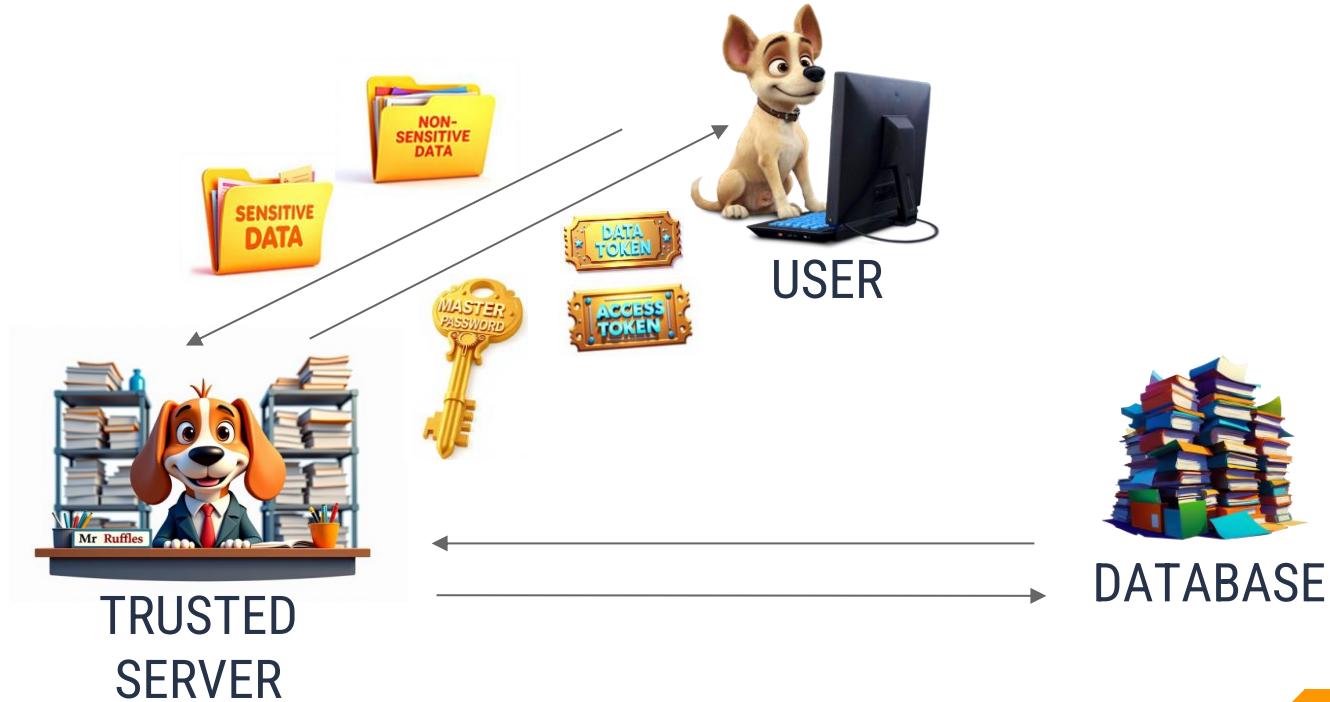 NON-
SENSITIVE
DATA
SENSITIVE
DATA
DATA
TOKEN
USER
MASTER
PASSWORD
ACCESS
TOKEN
Mr Ruffles
DATABASE
TRUSTED
SERVER